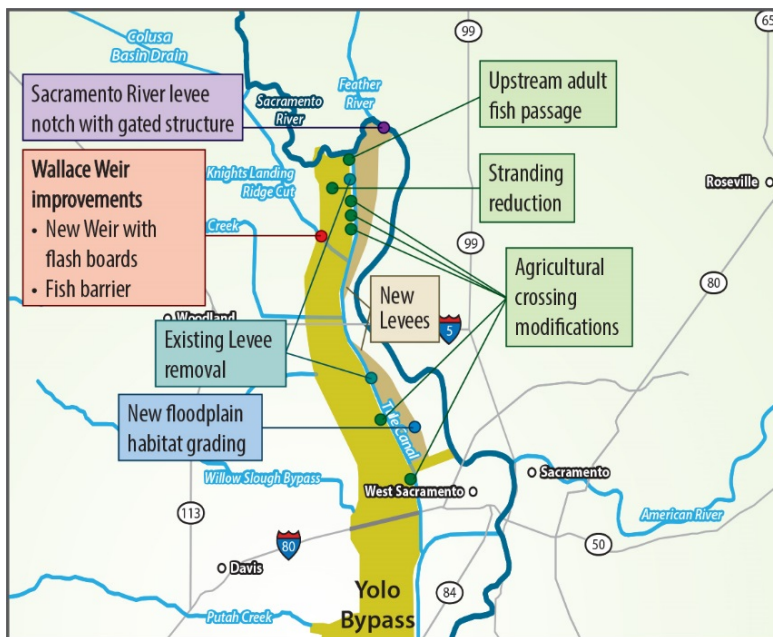 Colusa
Basin Drain
Feather
River
99
65
Sacramento River levee
notch with gated structure
Sacramento
River
Upstream adult
fish passage
Wallace Weir
improvements
• New Weir with
flash boards
• Fish barrier
Knights Landing
Ridge Cut
Stranding
reduction
Roseville
Creek
99
80
Agricultural
crossing
modifications
New
Levees
Woodland
5
Existing Levee
removal
New floodplain
habitat grading
Canal
Willow Slough Bypass
West Sacramento
Sacramento
American River
113
80
50
Davis
Yolo
Bypass
84
Putah Creek